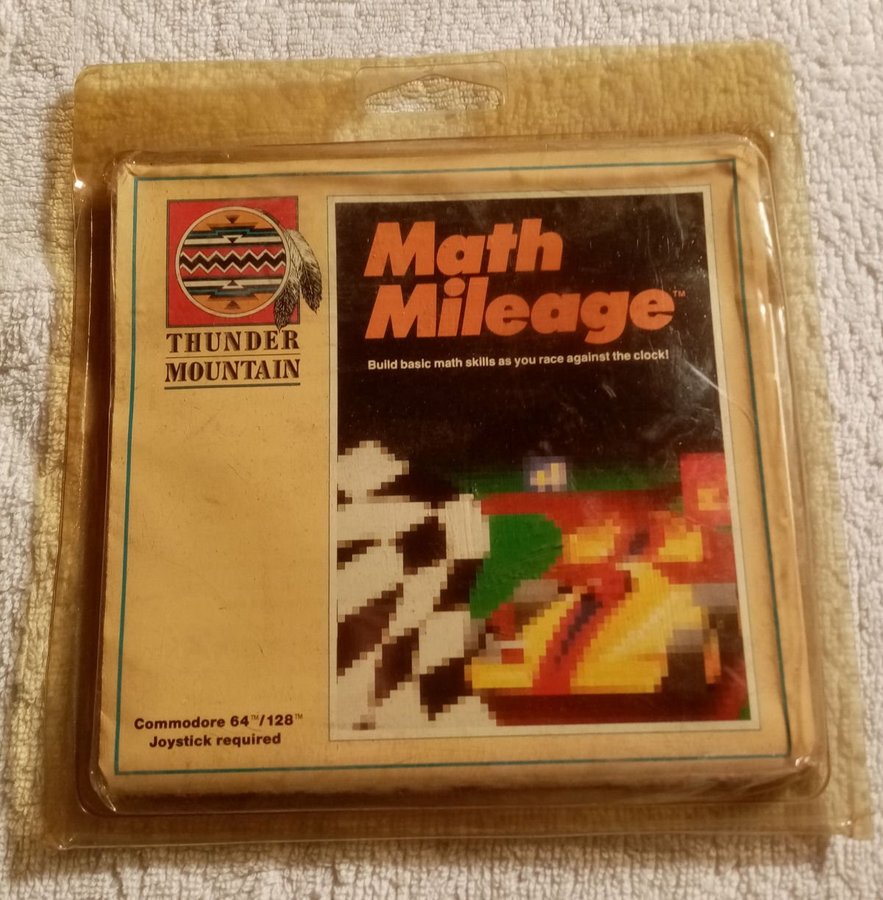 THUNDER
MOUNTAIN
Math
Mileage™
Build basic math skills as you race against the clock!
Commodore 64™/128™
Joystick required